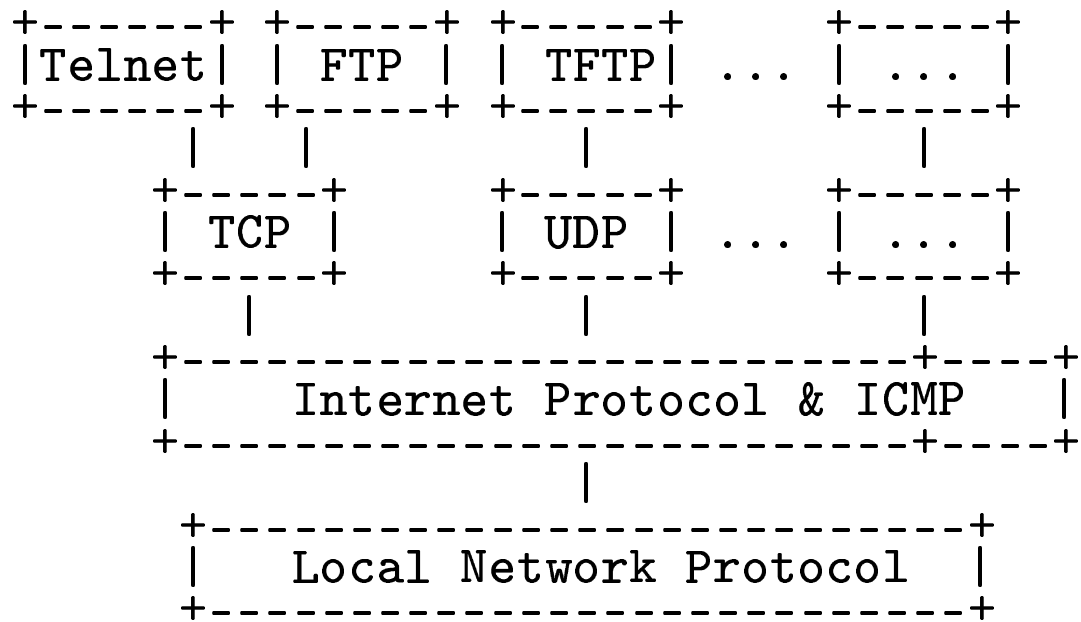 +------+ +-----+ +-----+     +-----+
|Telnet| | FTP | | TFTP| ... | ... |
+------+ +-----+ +-----+     +-----+
      |   |         |           |
     +-----+     +-----+     +-----+
     | TCP |     | UDP | ... | ... |
     +-----+     +-----+     +-----+
        |           |           |
     +--------------------------+----+
     |    Internet Protocol & ICMP   |
     +--------------------------+----+
                    |
      +---------------------------+
      |   Local Network Protocol  |
      +---------------------------+